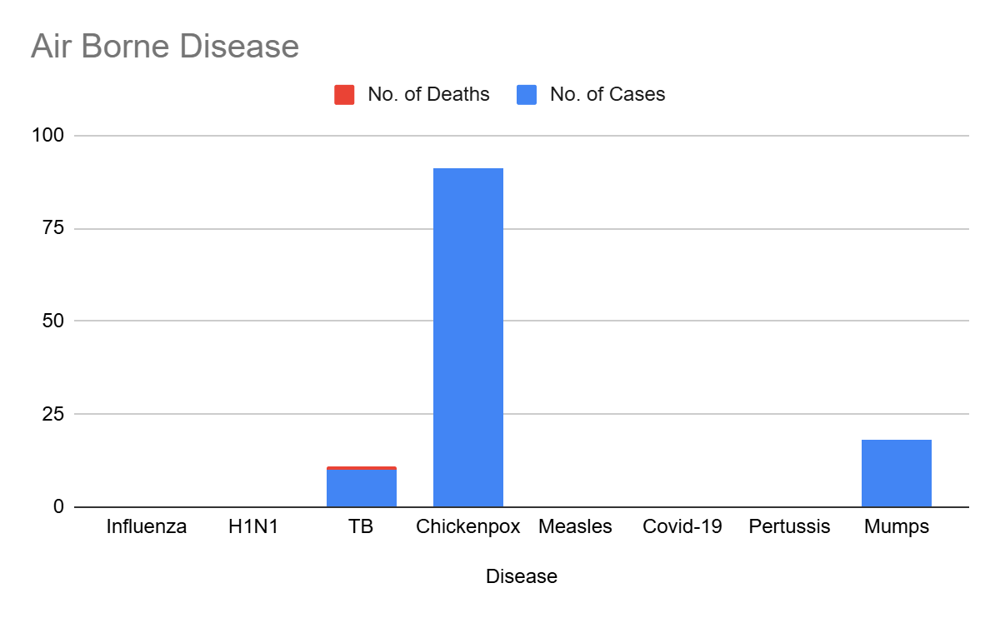 Air Borne Disease
No. of Deaths No. of Cases
100
75
50
25
0
Influenza H1N1 TB Chickenpox Measles Covid-19 Pertussis Mumps
Disease